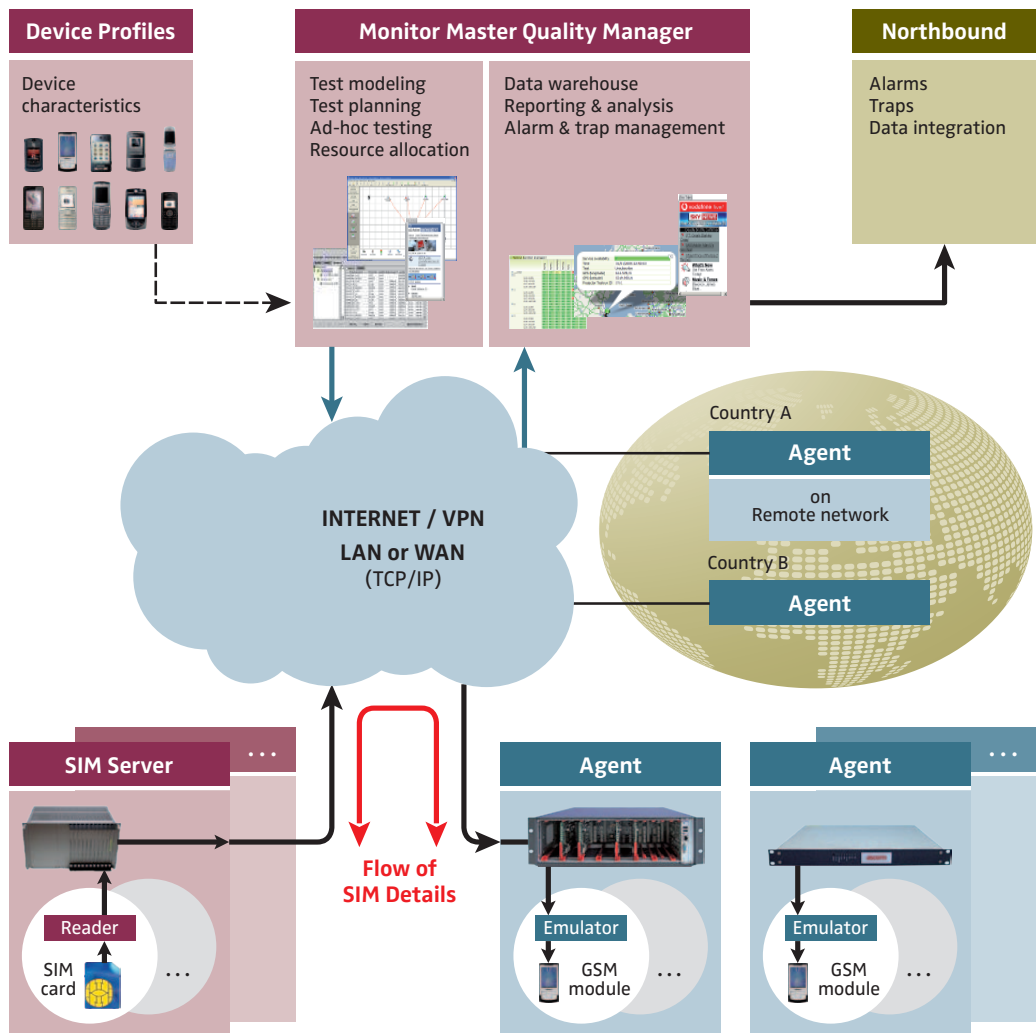 Device Profiles
Device
characteristics
Monitor Master Quality Manager
Test modeling
Test planning
Ad-hoc testing
Resource allocation
Data warehouse
Reporting & analysis
Alarm & trap management
Northbound
Alarms
Traps
Data integration
INTERNET / VPN
LAN or WAN
(TCP/IP)
Country A
Agent
on
Remote network
Country B
Agent
...
SIM Server
Reader
SIM
card
...
Flow of
SIM Details
Agent
Emulator
GSM
module
...
...
Agent
Emulator
GSM
module
...